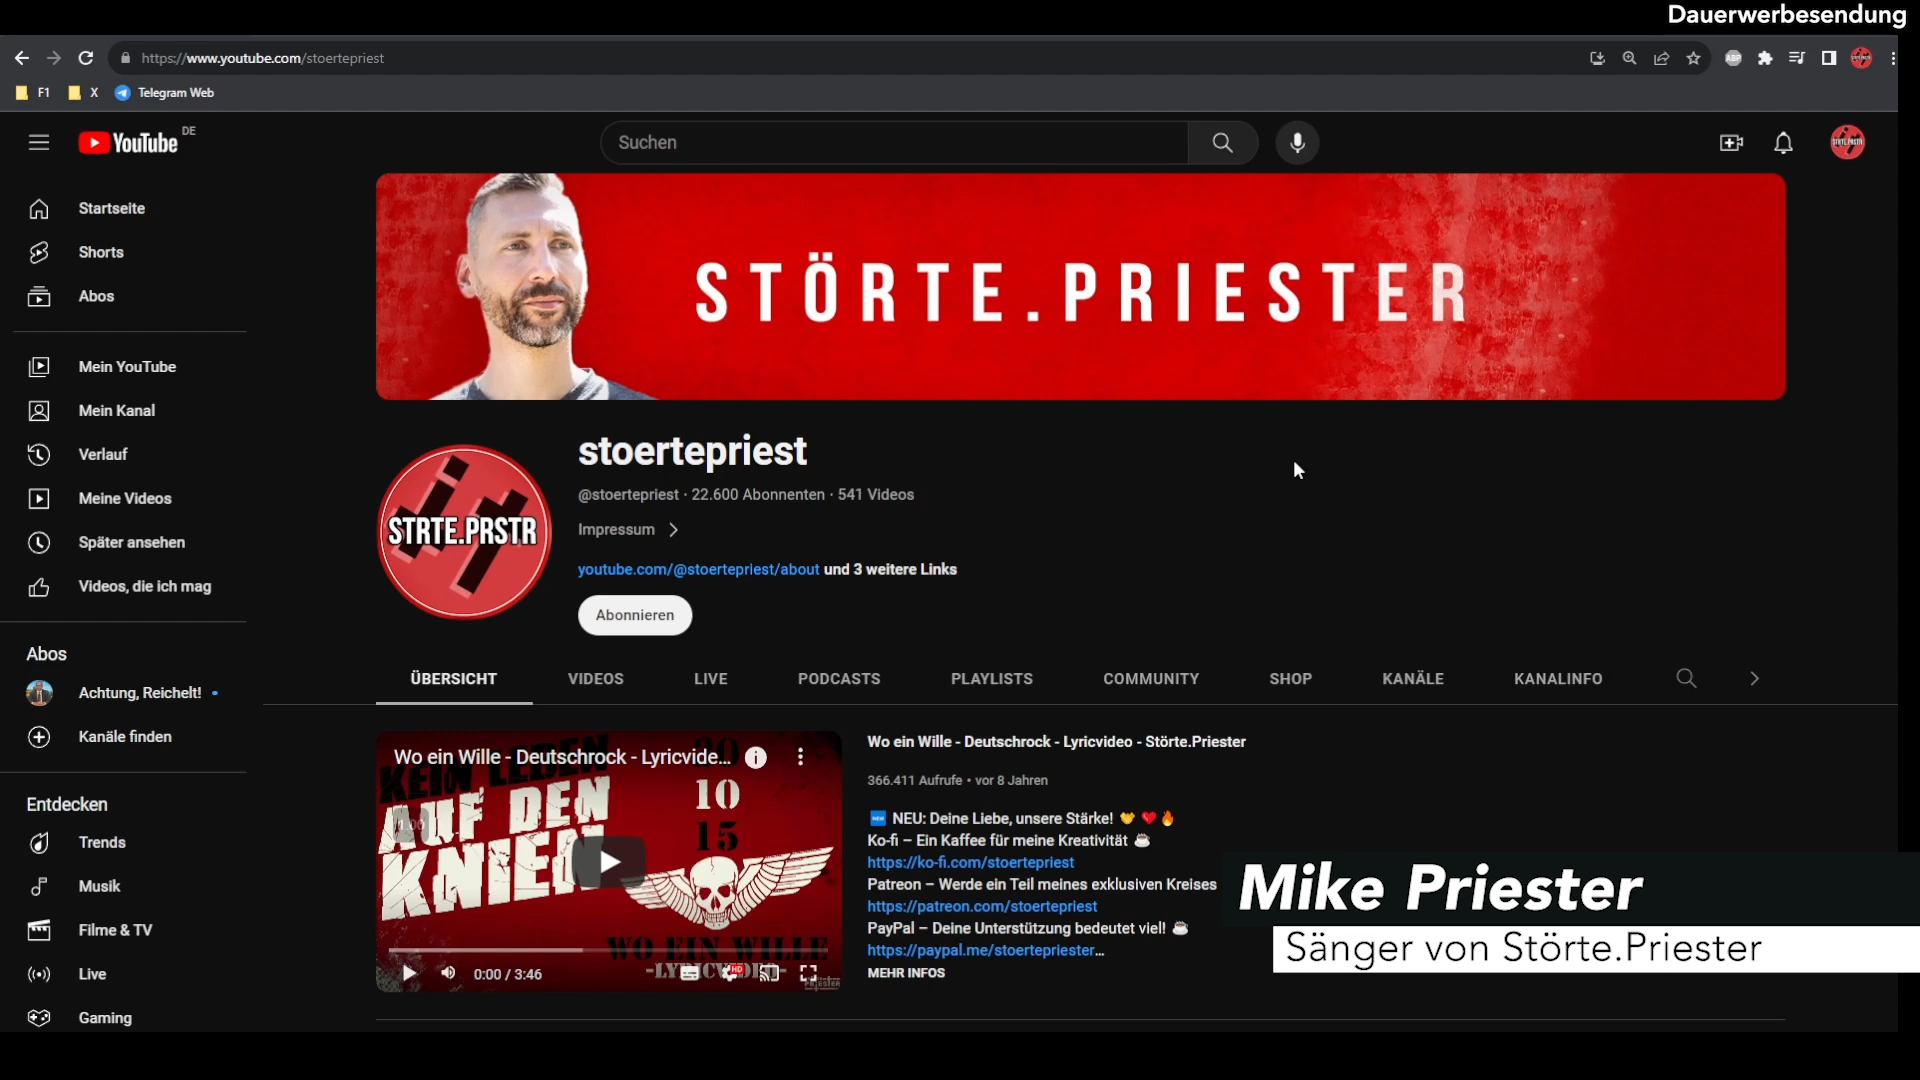 Dauerwerbesendung
https://www.youtube.com/stoertepriest
F1
X
Telegram Web
YouTube DE
Suchen
Startseite
Shorts
Abos
Mein YouTube
Mein Kanal
Verlauf
Meine Videos
Später ansehen
Videos, die ich mag
Abos
Achtung, Reichelt!
Kanäle finden
Entdecken
Trends
Musik
Filme & TV
Live
Gaming
STÖRTE.PRIESTER
STRTE.PRSTR
stoertepriest
@stoertepriest · 22.600 Abonnenten · 541 Videos
Impressum
youtube.com/@stoertepriest/about und 3 weitere Links
Abonnieren
ÜBERSICHT
VIDEOS
LIVE
PODCASTS
PLAYLISTS
COMMUNITY
SHOP
KANÄLE
KANALINFO
Wo ein Wille - Deutschrock - Lyricvide...
KEIN LEBEN
AUF DEN
KNIEN
20
10
15
WO EIN WILLE
-LYRICVIDEO-
0:00 / 3:46
HD
Wo ein Wille - Deutschrock - Lyricvideo - Störte.Priester
366.411 Aufrufe • vor 8 Jahren
NEU: Deine Liebe, unsere Stärke! 🤝 ❤️ 🔥
Ko-fi – Ein Kaffee für meine Kreativität ☕
https://ko-fi.com/stoertepriest
Patreon – Werde ein Teil meines exklusiven Kreises
https://patreon.com/stoertepriest
PayPal – Deine Unterstützung bedeutet viel! ☕
https://paypal.me/stoertepriester...
MEHR INFOS
Mike Priester
Sänger von Störte.Priester